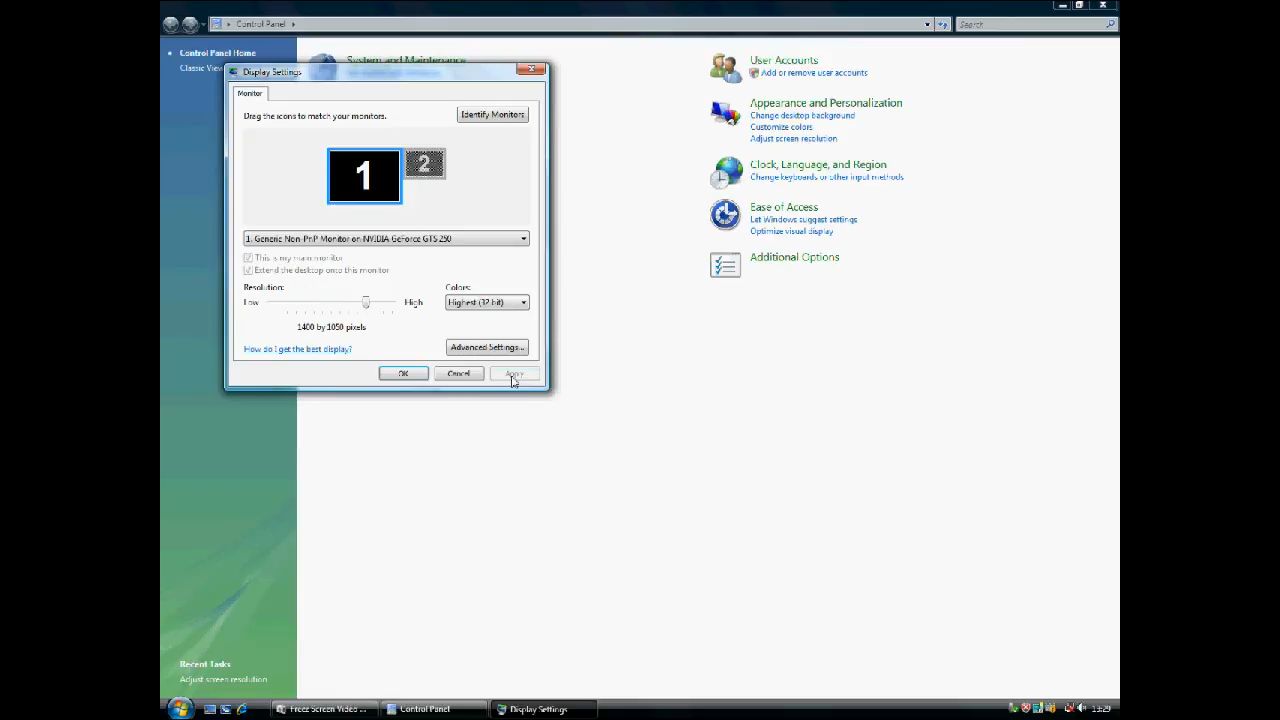 Control Panel
Search
Control Panel Home
Classic View
System and Maintenance
User Accounts
Add or remove user accounts
Appearance and Personalization
Change desktop background
Customize colors
Adjust screen resolution
Clock, Language, and Region
Change keyboards or other input methods
Ease of Access
Let Windows suggest settings
Optimize visual display
Additional Options
Display Settings
Monitor
Drag the icons to match your monitors.
Identify Monitors
1
2
1. Generic Non-PnP Monitor on NVIDIA GeForce GTS 250
This is my main monitor
Extend the desktop onto this monitor
Resolution:
Colors:
Low
High
Highest (32 bit)
1400 by 1050 pixels
How do I get the best display?
Advanced Settings...
OK
Cancel
Apply
Recent Tasks
Adjust screen resolution
Freez Screen Video ...
Control Panel
Display Settings
13:29